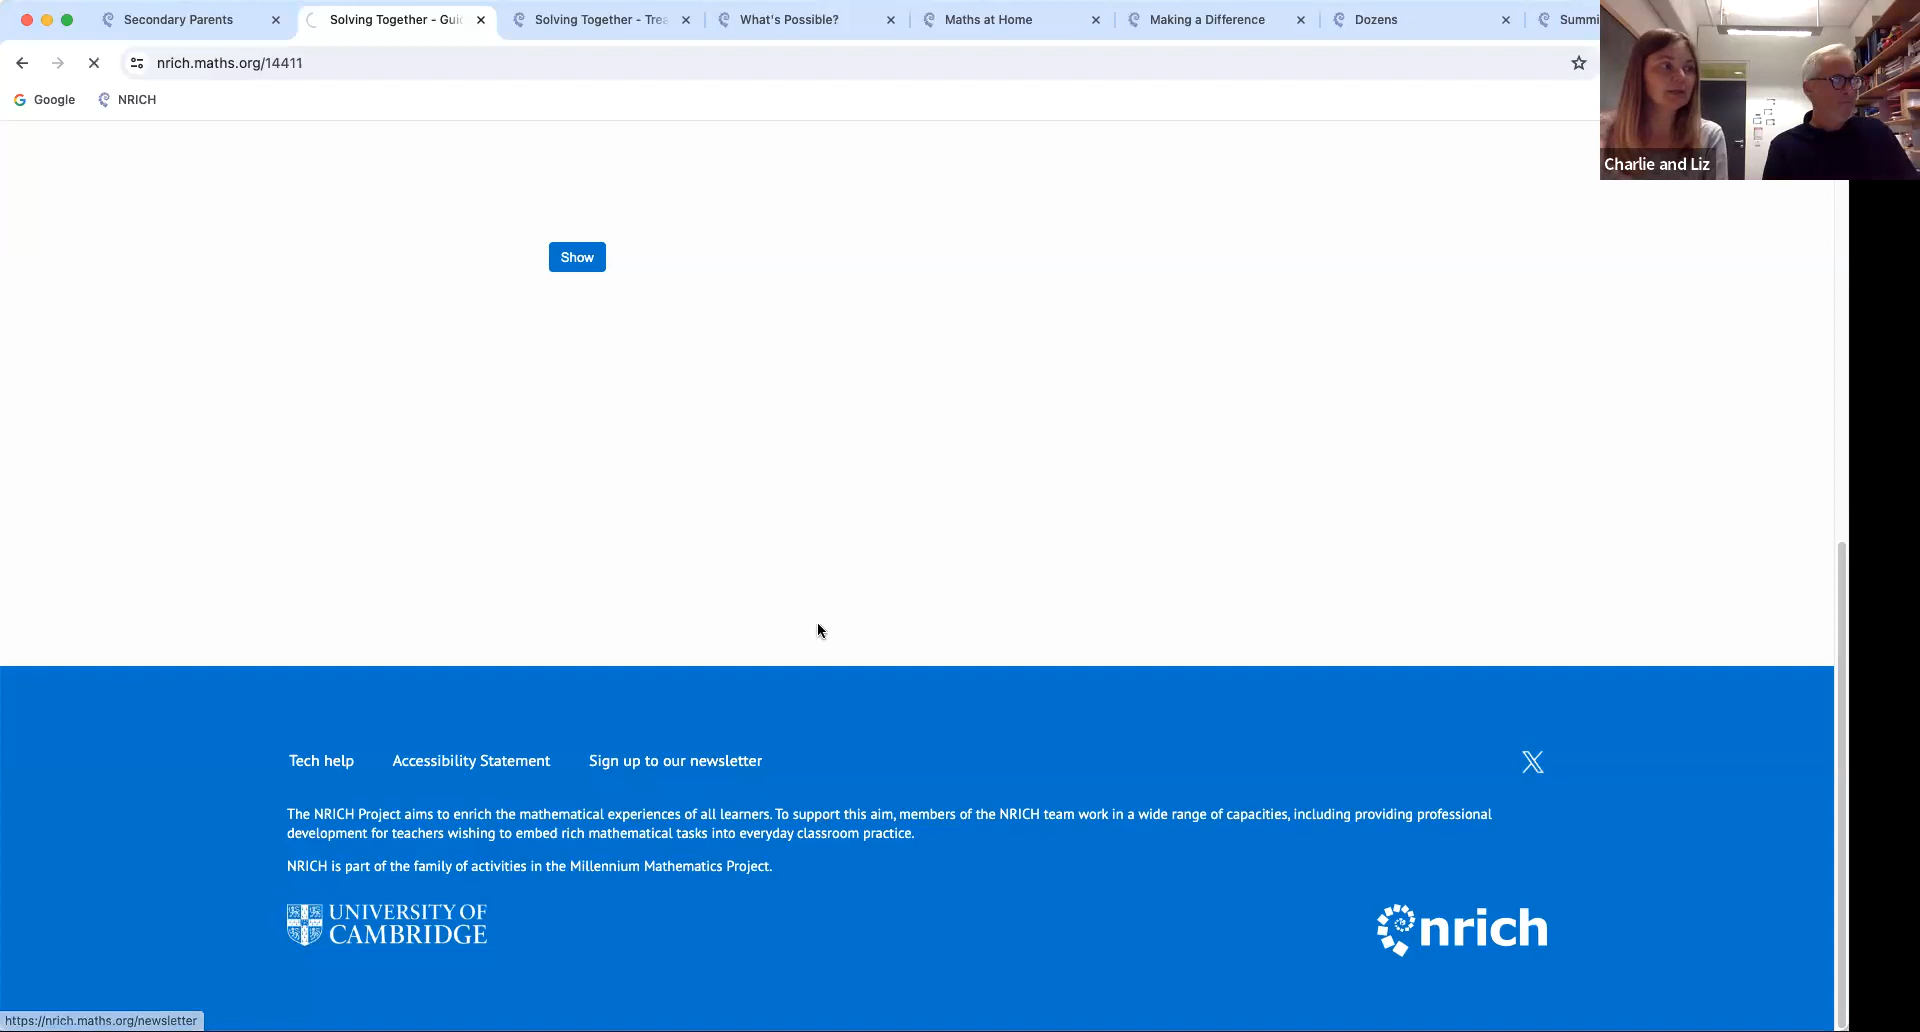 Secondary Parents
Solving Together - Gui
Solving Together - Trea
What's Possible?
Maths at Home
Making a Difference
Dozens
Summi
nrich.maths.org/14411
Google
NRICH
Charlie and Liz
Show
Tech help
Accessibility Statement
Sign up to our newsletter
The NRICH Project aims to enrich the mathematical experiences of all learners. To support this aim, members of the NRICH team work in a wide range of capacities, including providing professional
development for teachers wishing to embed rich mathematical tasks into everyday classroom practice.
NRICH is part of the family of activities in the Millennium Mathematics Project.
UNIVERSITY OF
CAMBRIDGE
nrich
https://nrich.maths.org/newsletter